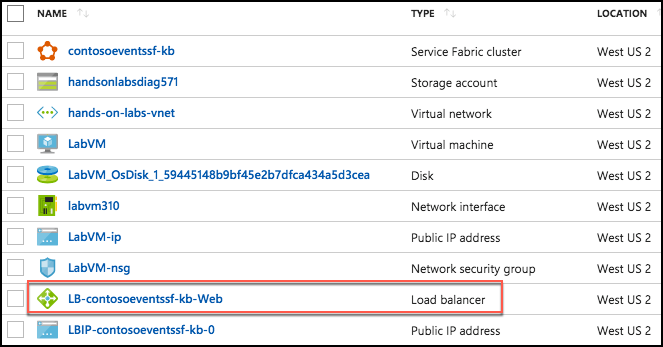 NAME TYPE LOCATION
contosoeventssf-kb Service Fabric cluster West US 2
handsonlabsdiag571 Storage account West US 2
hands-on-labs-vnet Virtual network West US 2
LabVM Virtual machine West US 2
LabVM_OsDisk_1_59445148b9bf45e2b7dfca434a5d3cea Disk West US 2
labvm310 Network interface West US 2
LabVM-ip Public IP address West US 2
LabVM-nsg Network security group West US 2
LB-contosoeventssf-kb-Web Load balancer West US 2
LBIP-contosoeventssf-kb-0 Public IP address West US 2